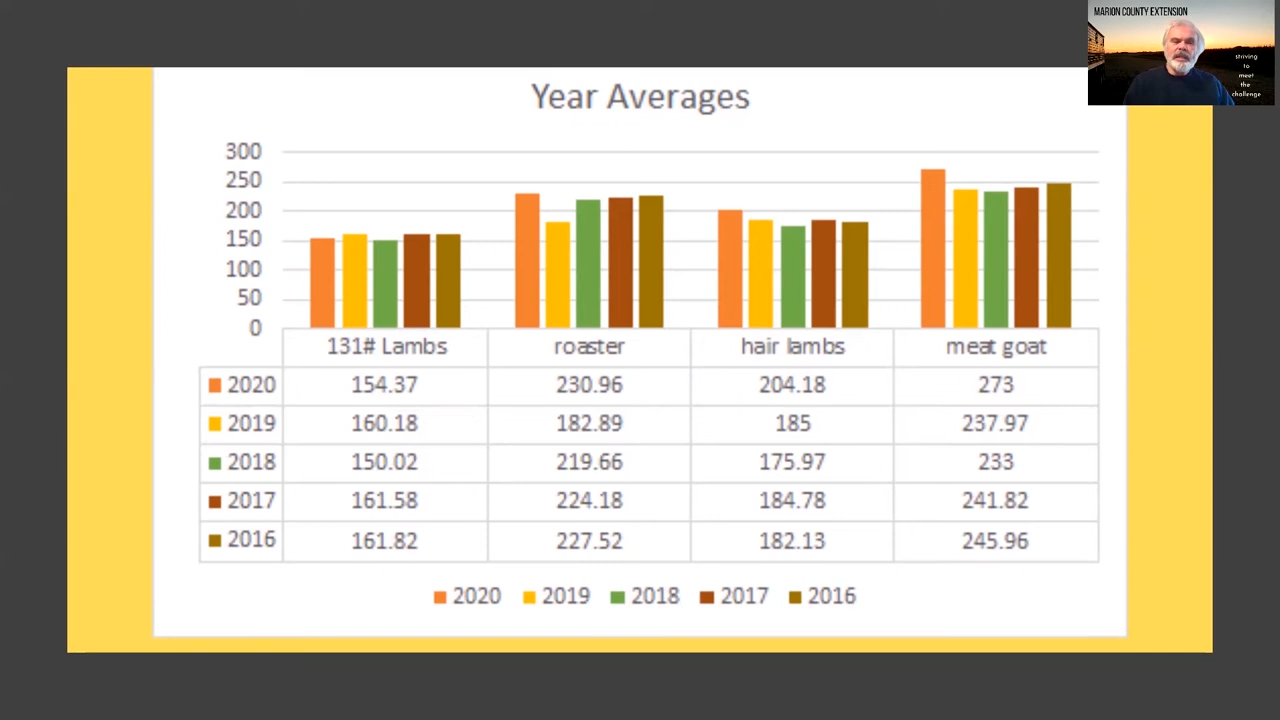 MARION COUNTY EXTENSION
striving
to
meet
the
challenge
Year Averages
300
250
200
150
100
50
0
131# Lambs roaster hair lambs meat goat
2020 154.37 230.96 204.18 273
2019 160.18 182.89 185 237.97
2018 150.02 219.66 175.97 233
2017 161.58 224.18 184.78 241.82
2016 161.82 227.52 182.13 245.96
2020 2019 2018 2017 2016